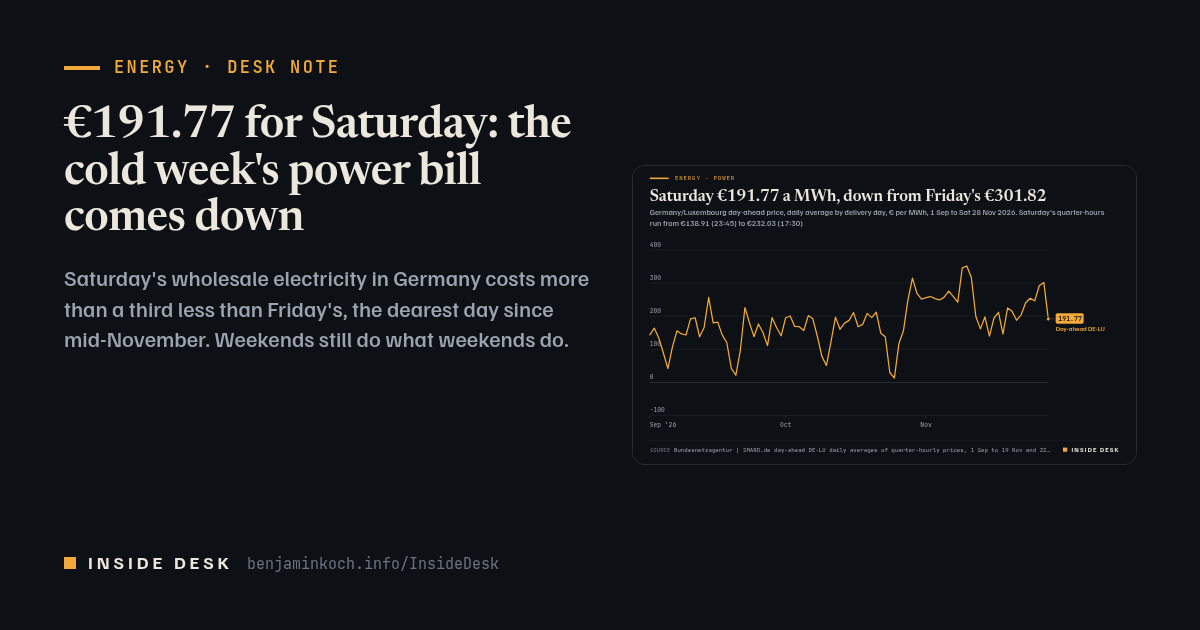 ENERGY · DESK NOTE
€191.77 for Saturday: the
cold week's power bill
comes down
Saturday's wholesale electricity in Germany costs more
than a third less than Friday's, the dearest day since
mid-November. Weekends still do what weekends do.
ENERGY · POWER
Saturday €191.77 a MWh, down from Friday's €301.82
Germany/Luxembourg day-ahead price, daily average by delivery day, € per MWh, 1 Sep to Sat 28 Nov 2026. Saturday's quarter-hours
run from €138.91 (23:45) to €232.03 (17:30)
400
300
200
100
0
-100
191.77
Day-ahead DE-LU
Sep '26
Oct
Nov
SOURCE Bundesnetzagentur | SMARD.de day-ahead DE-LU daily averages of quarter-hourly prices, 1 Sep to 19 Nov and 22…
INSIDE DESK
INSIDE DESK benjaminkoch.info/InsideDesk